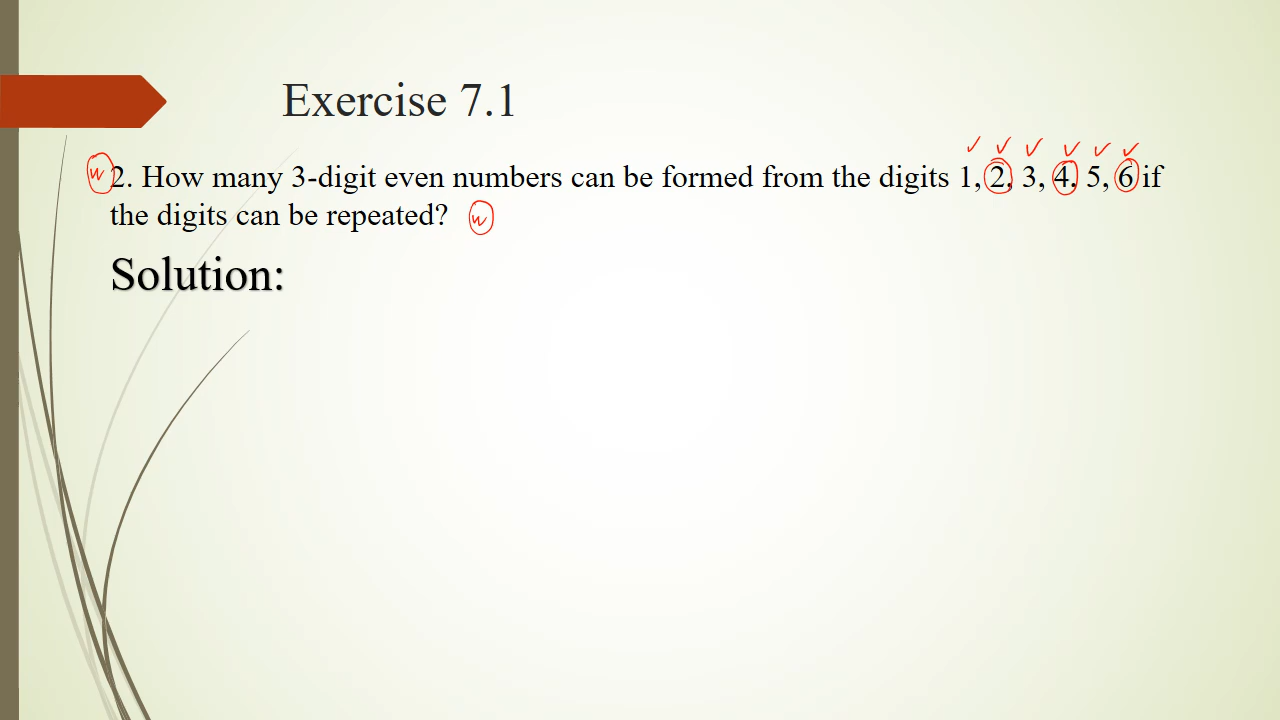 Exercise 7.1
2. How many 3-digit even numbers can be formed from the digits 1, 2, 3, 4, 5, 6 if
the digits can be repeated?
Solution: